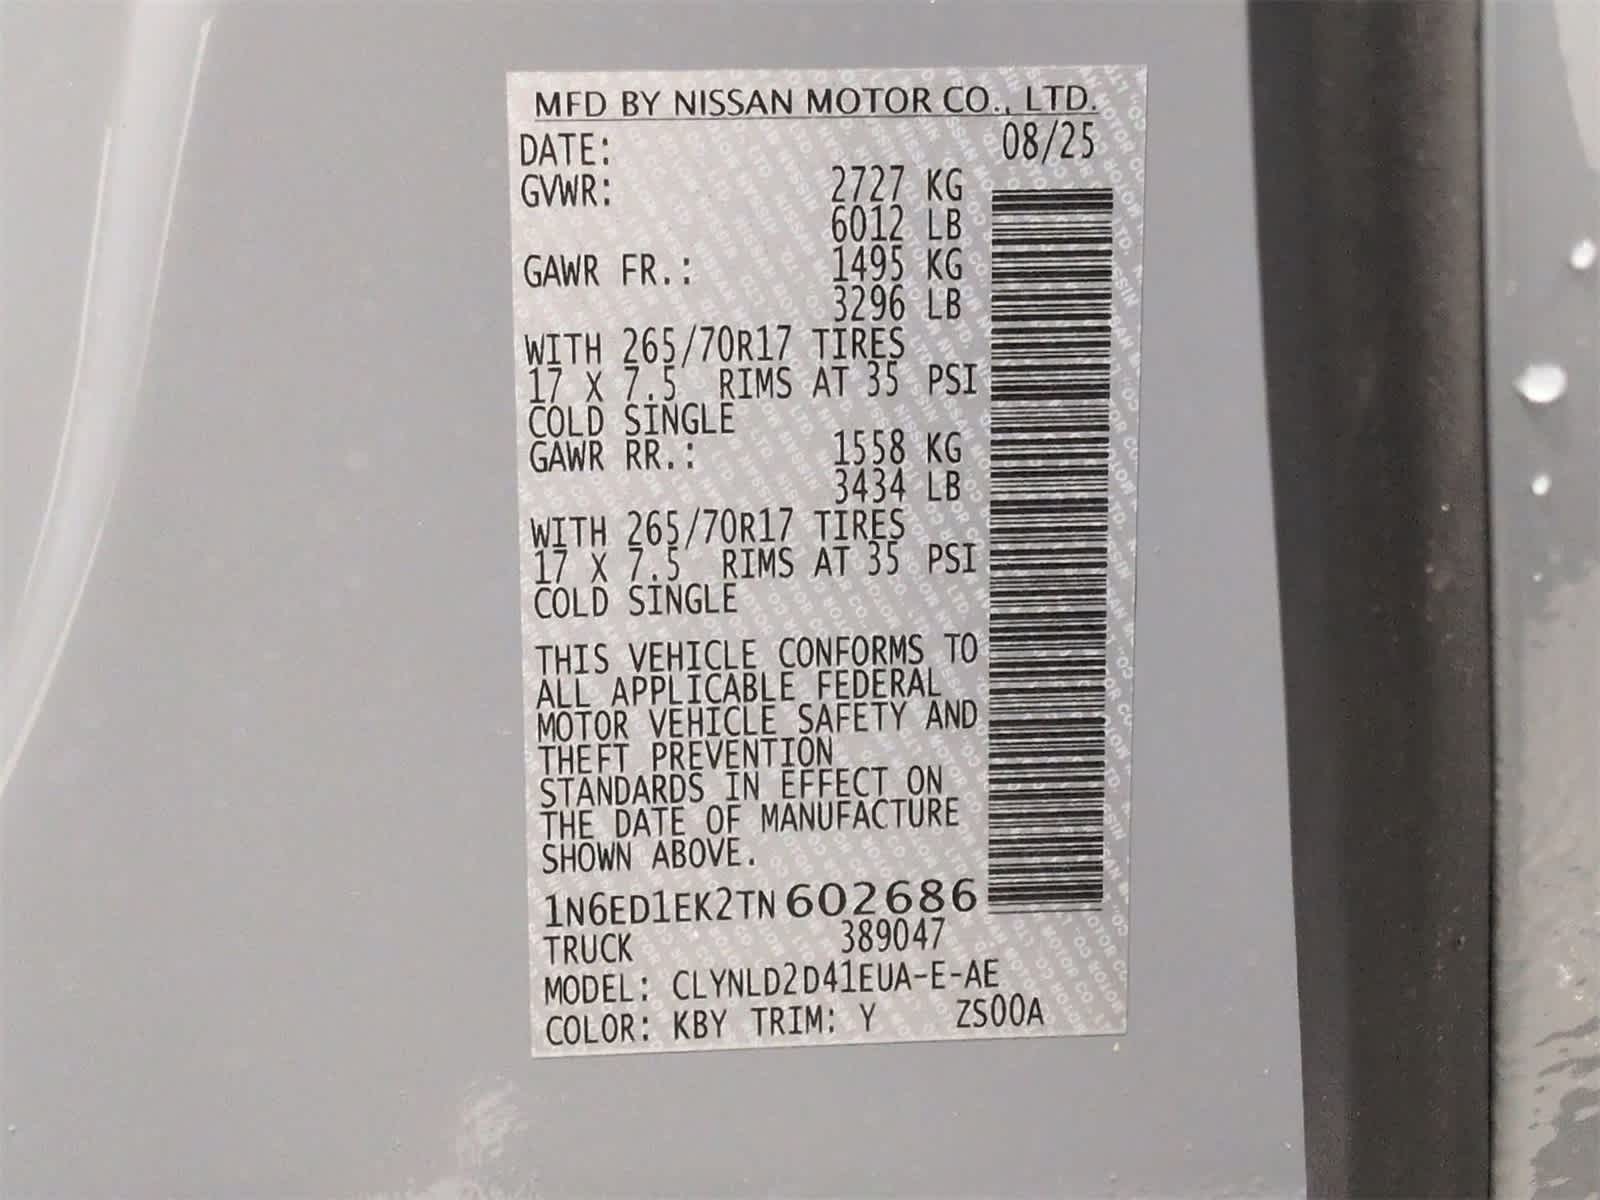 MFD BY NISSAN MOTOR CO., LTD.
DATE: 08/25
GVWR: 2727 KG
6012 LB
GAWR FR.: 1495 KG
3296 LB
WITH 265/70R17 TIRES
17 X 7.5 RIMS AT 35 PSI
COLD SINGLE
GAWR RR.: 1558 KG
3434 LB
WITH 265/70R17 TIRES
17 X 7.5 RIMS AT 35 PSI
COLD SINGLE
THIS VEHICLE CONFORMS TO
ALL APPLICABLE FEDERAL
MOTOR VEHICLE SAFETY AND
THEFT PREVENTION
STANDARDS IN EFFECT ON
THE DATE OF MANUFACTURE
SHOWN ABOVE.
1N6ED1EK2TN602686
TRUCK 389047
MODEL: CLYNLD2D41EUA-E-AE
COLOR: KBY TRIM: Y ZS00A